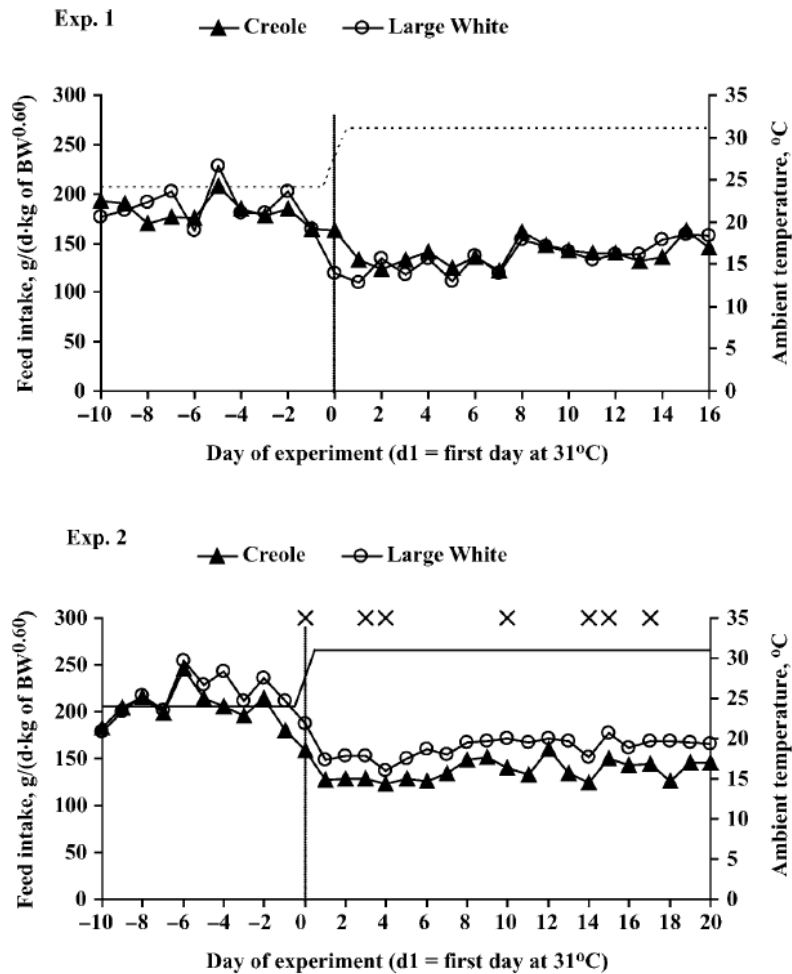 Exp. 1
Creole Large White
300 35
250 30
200 25
150 20
100 15
50 10
0 5
0
Feed intake, g/(d·kg of BW0.60)
Ambient temperature, oC
–10 –8 –6 –4 –2 0 2 4 6 8 10 12 14 16
Day of experiment (d1 = first day at 31oC)
Exp. 2
Creole Large White
300 35
250 30
200 25
150 20
100 15
50 10
0 5
0
Feed intake, g/(d·kg of BW0.60)
Ambient temperature, oC
–10 –8 –6 –4 –2 0 2 4 6 8 10 12 14 16 18 20
Day of experiment (d1 = first day at 31oC)